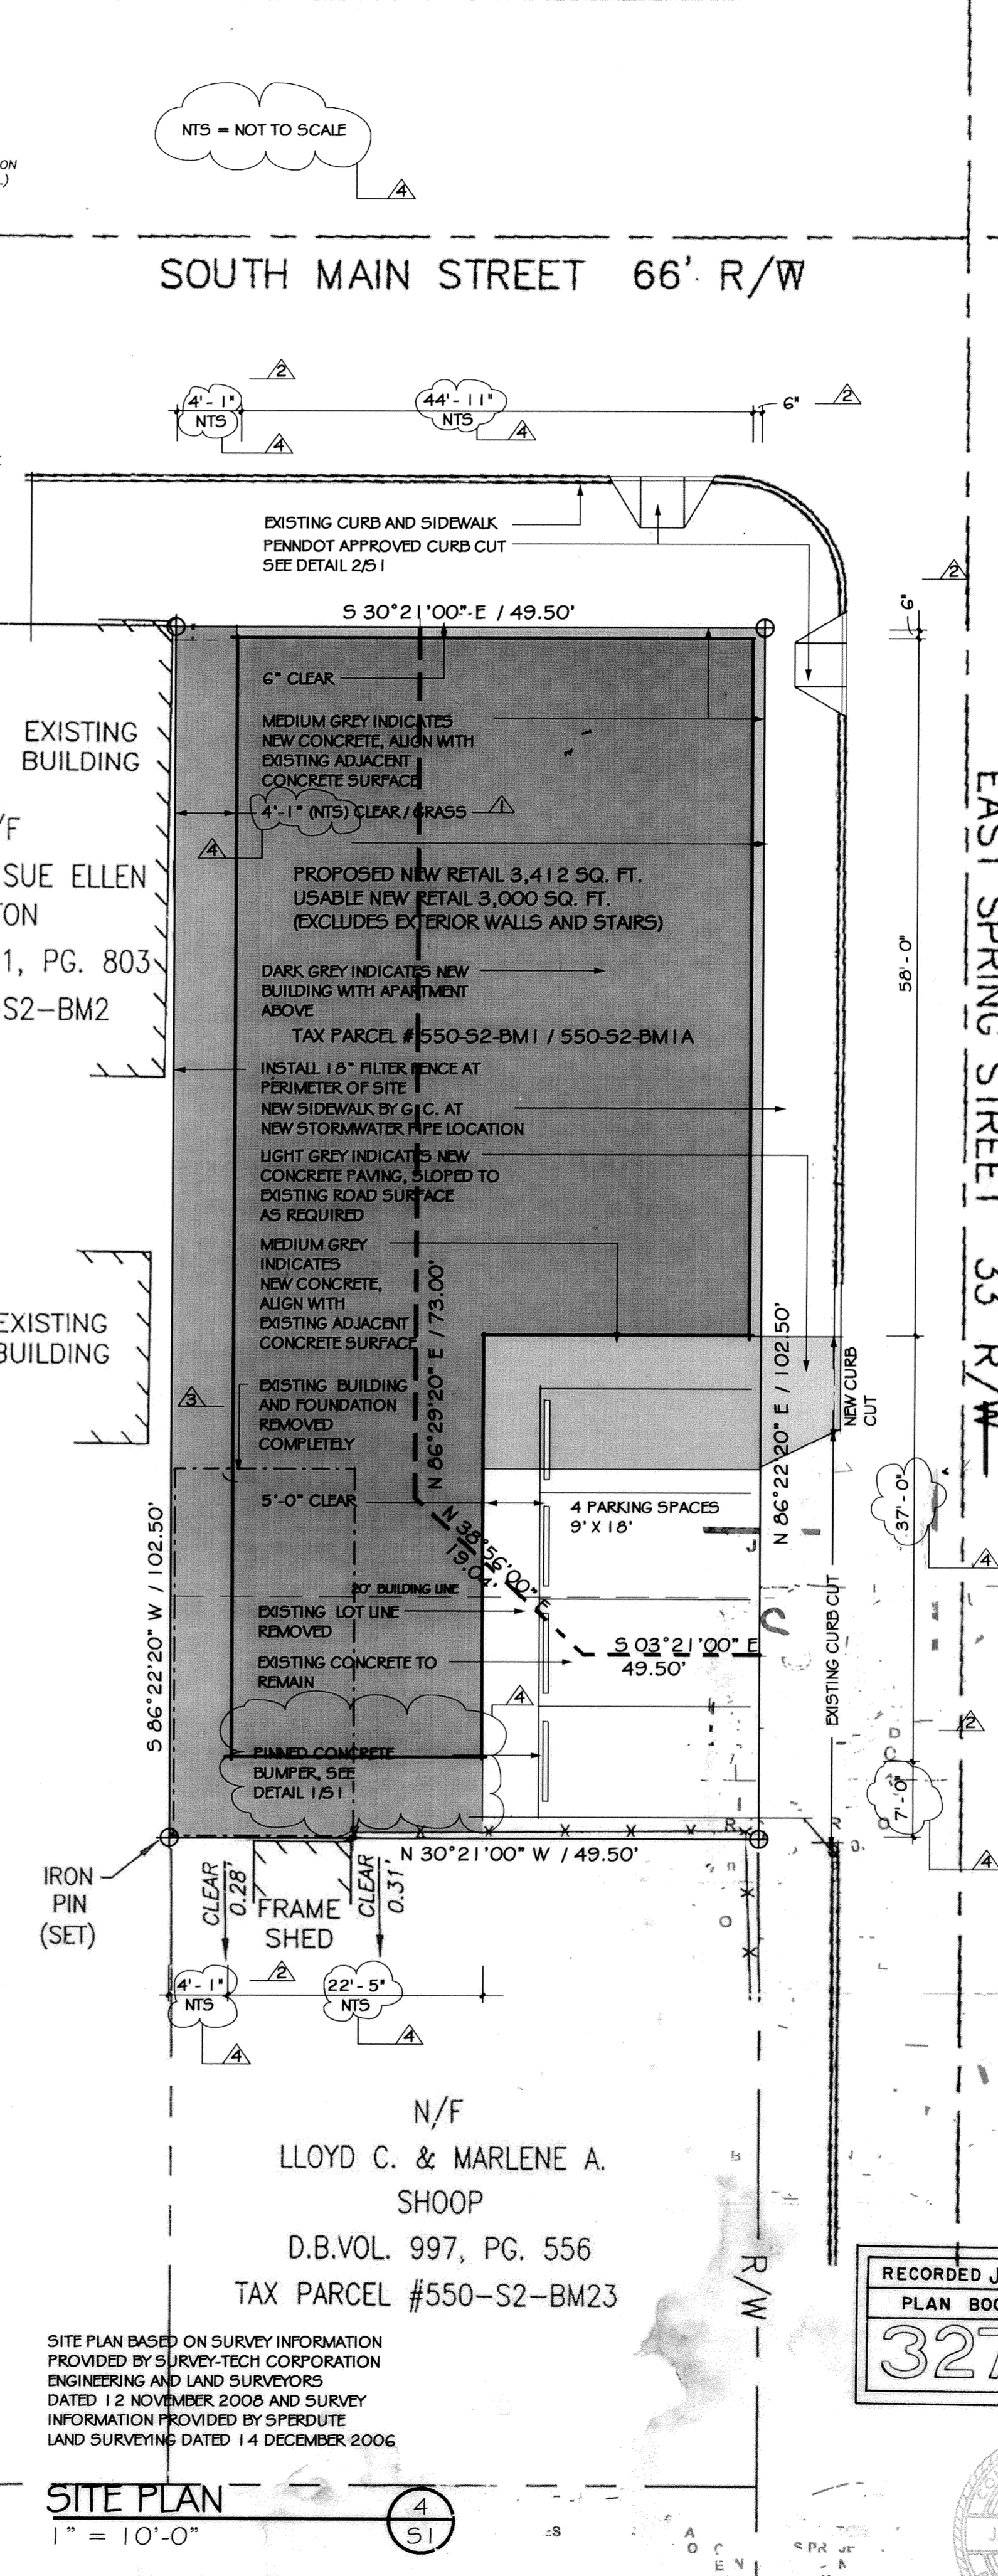 ON
NTS = NOT TO SCALE
4
SOUTH MAIN STREET 66' R/W
2
4'-1"
NTS
4
44'-11"
NTS
4
6"
2
EXISTING CURB AND SIDEWALK
PENNDOT APPROVED CURB CUT
SEE DETAIL 2/S1
2
6"
S 30°21'00" E / 49.50'
6" CLEAR
EXISTING
BUILDING
MEDIUM GREY INDICATES
NEW CONCRETE, ALIGN WITH
EXISTING ADJACENT
CONCRETE SURFACE
4'-1" (NTS) CLEAR / GRASS
1
4
/F
SUE ELLEN
TON
1, PG. 803
S2-BM2
PROPOSED NEW RETAIL 3,412 SQ. FT.
USABLE NEW RETAIL 3,000 SQ. FT.
(EXCLUDES EXTERIOR WALLS AND STAIRS)
DARK GREY INDICATES NEW
BUILDING WITH APARTMENT
ABOVE
TAX PARCEL # 550-S2-BM1 / 550-S2-BM1A
INSTALL 18" FILTER FENCE AT
PERIMETER OF SITE
NEW SIDEWALK BY G.C. AT
NEW STORMWATER PIPE LOCATION
LIGHT GREY INDICATES NEW
CONCRETE PAVING, SLOPED TO
EXISTING ROAD SURFACE
AS REQUIRED
58'-0"
EAST SPRING STREET 33 R/W
MEDIUM GREY
INDICATES
NEW CONCRETE,
ALIGN WITH
EXISTING ADJACENT
CONCRETE SURFACE
N 86°29'20" E / 73.00'
N 86°22'20" E / 102.50'
EXISTING
BUILDING
NEW CURB
CUT
3
EXISTING BUILDING
AND FOUNDATION
REMOVED
COMPLETELY
5'-0" CLEAR
4 PARKING SPACES
9' X 18'
37'-0"
4
N 38°56'00" E
19.04'
S 86°22'20" W / 102.50'
20' BUILDING LINE
EXISTING LOT LINE
REMOVED
S 03°21'00" E
49.50'
EXISTING CURB CUT
EXISTING CONCRETE TO
REMAIN
4
2
PINNED CONCRETE
BUMPER, SEE
DETAIL 1/S1
7'-0"
4
N 30°21'00" W / 49.50'
IRON
PIN
(SET)
CLEAR
0.28'
FRAME
SHED
CLEAR
0.31'
4'-1"
NTS
2
22'-5"
NTS
4
4
N/F
LLOYD C. & MARLENE A.
SHOOP
D.B.VOL. 997, PG. 556
TAX PARCEL #550-S2-BM23
R/W
RECORDED J
PLAN BOO
327
SITE PLAN BASED ON SURVEY INFORMATION
PROVIDED BY SURVEY-TECH CORPORATION
ENGINEERING AND LAND SURVEYORS
DATED 12 NOVEMBER 2008 AND SURVEY
INFORMATION PROVIDED BY SPERDUTE
LAND SURVEYING DATED 14 DECEMBER 2006
SITE PLAN
1" = 10'-0"
4
S1